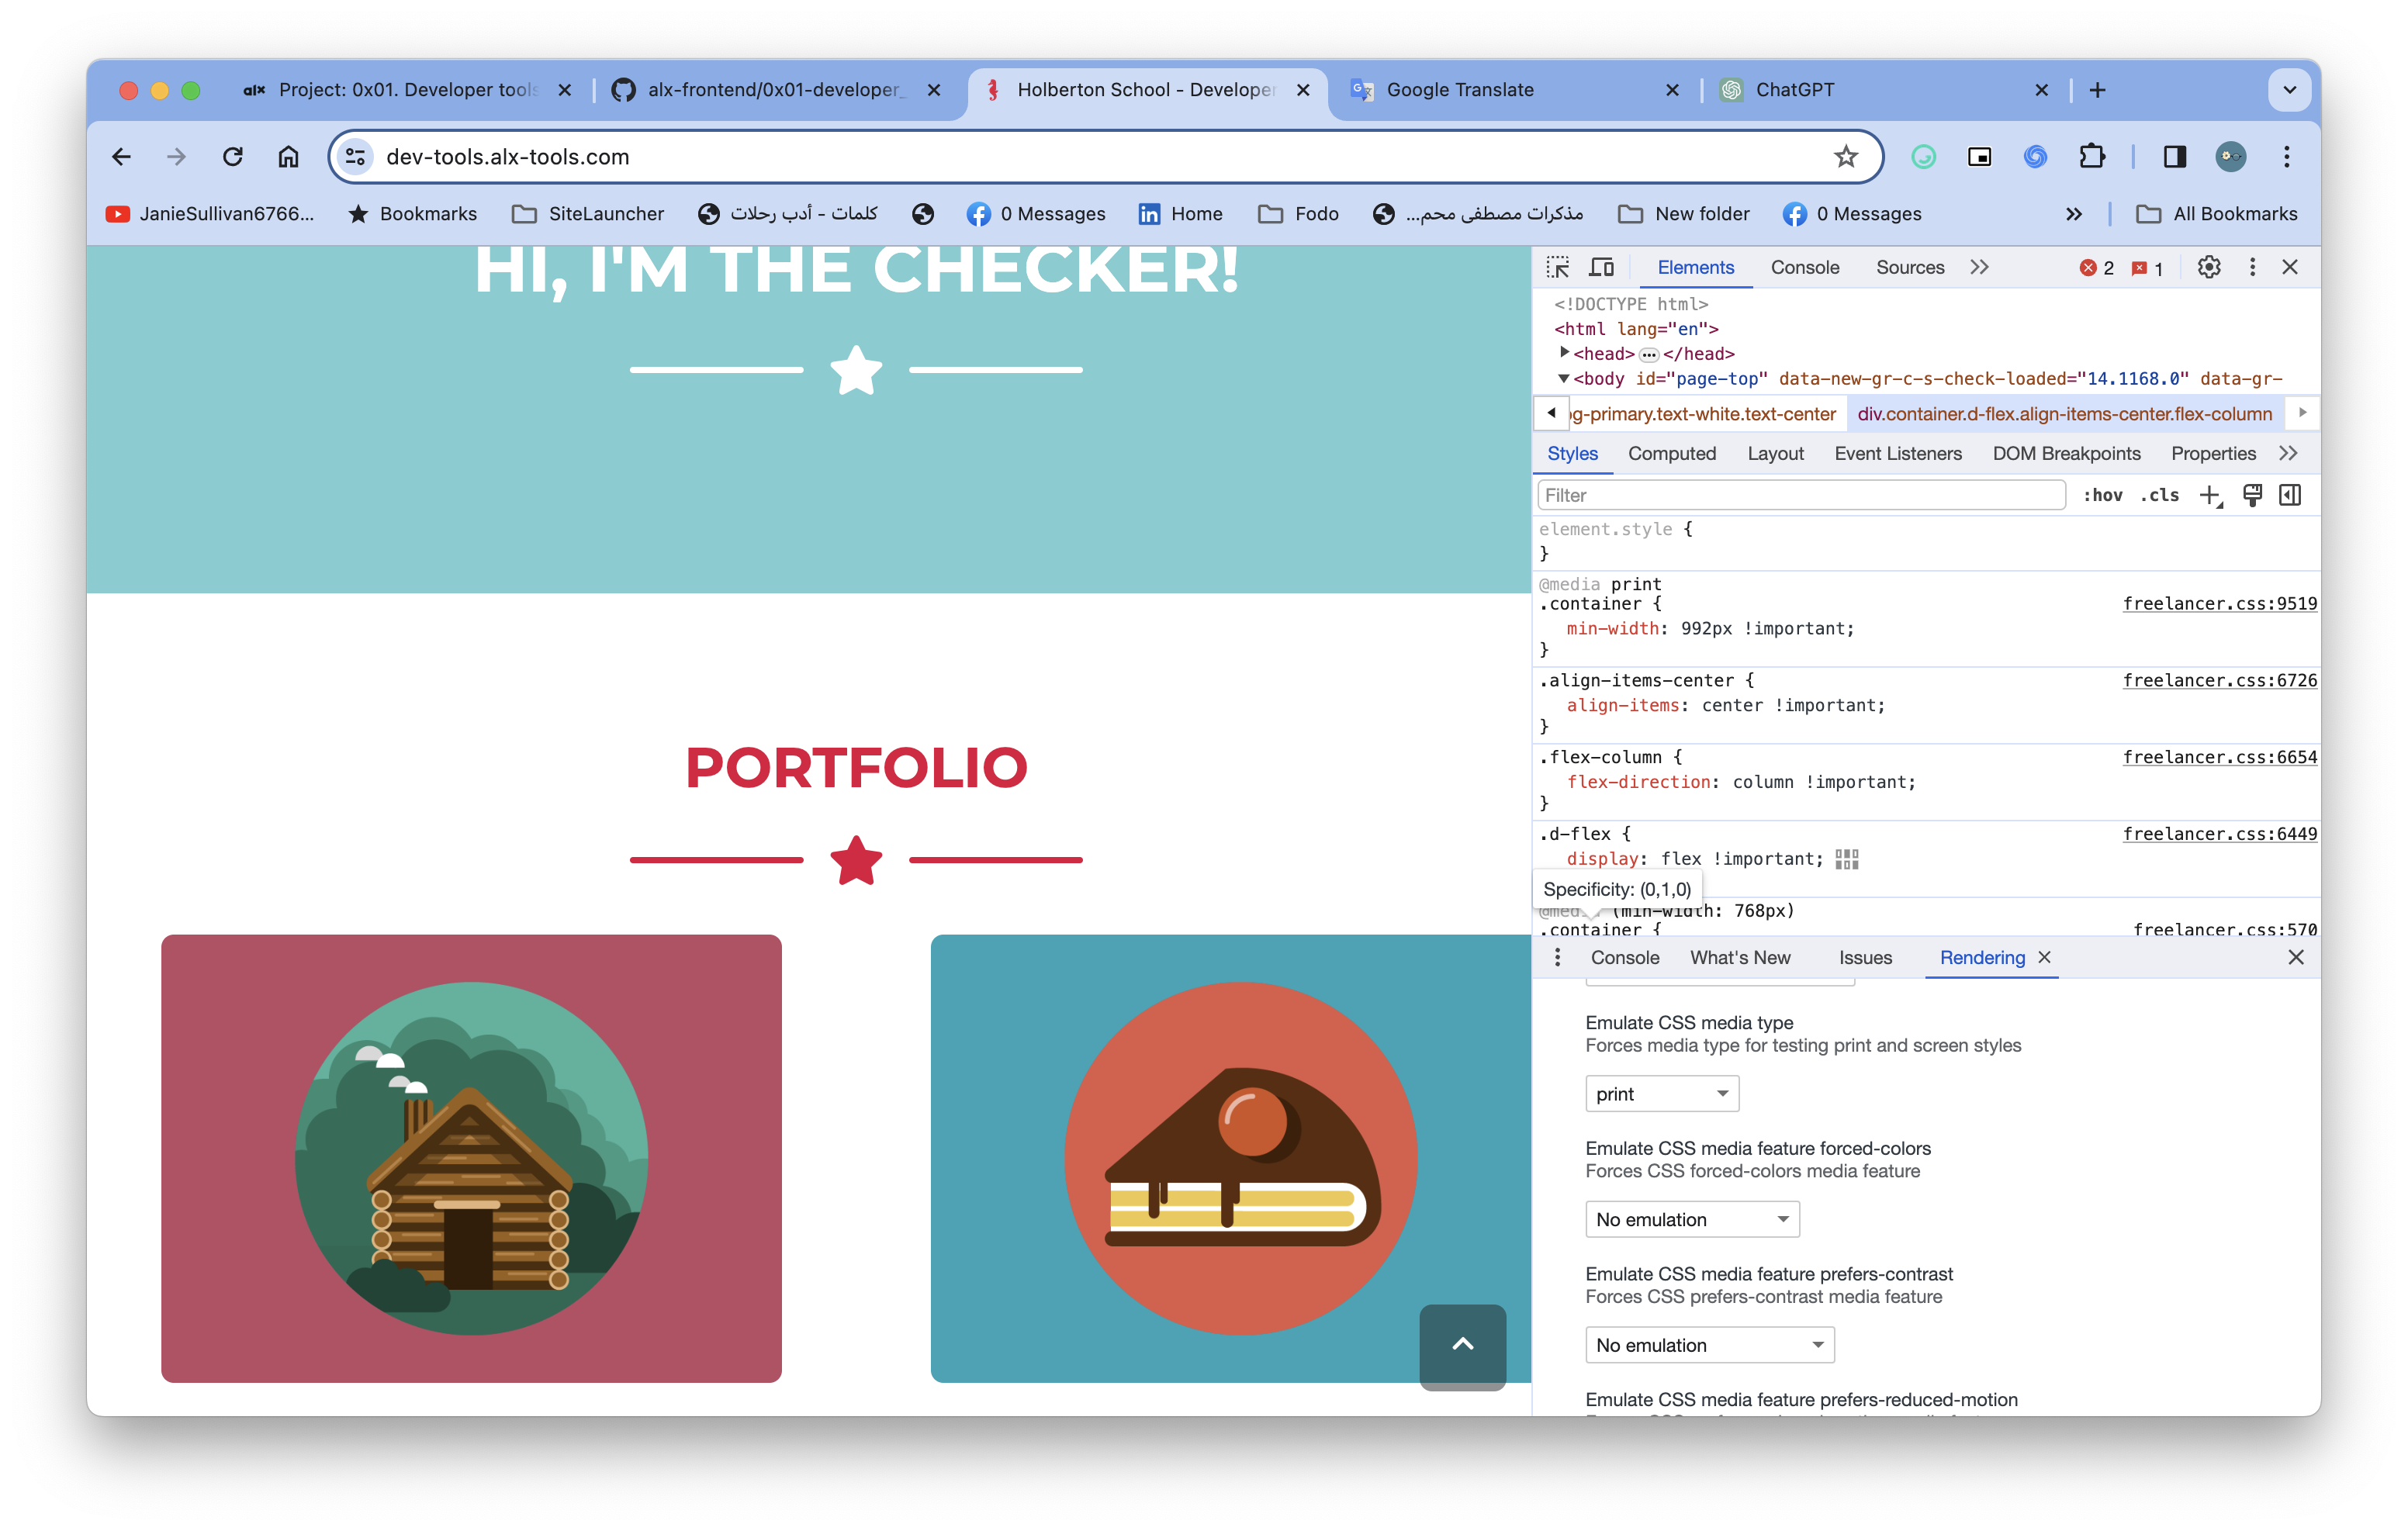 alx Project: 0x01. Developer tools
alx-frontend/0x01-developer_
Holberton School - Developer
Google Translate
ChatGPT
dev-tools.alx-tools.com
JanieSullivan6766...
Bookmarks
SiteLauncher
كلمات - أدب رحلات
0 Messages
Home
Fodo
مذكرات مصطفى محم...
New folder
0 Messages
All Bookmarks
HI, I'M THE CHECKER!
PORTFOLIO
Elements Console Sources 2 1
<!DOCTYPE html>
<html lang="en">
<head> ••• </head>
<body id="page-top" data-new-gr-c-s-check-loaded="14.1168.0" data-gr-
og-primary.text-white.text-center div.container.d-flex.align-items-center.flex-column
Styles Computed Layout Event Listeners DOM Breakpoints Properties
Filter :hov .cls
element.style {
}
@media print
.container { freelancer.css:9519
min-width: 992px !important;
}
.align-items-center { freelancer.css:6726
align-items: center !important;
}
.flex-column { freelancer.css:6654
flex-direction: column !important;
}
.d-flex { freelancer.css:6449
display: flex !important;
Specificity: (0,1,0)
@media (min-width: 768px)
.container { freelancer.css:570
Console What's New Issues Rendering
Emulate CSS media type
Forces media type for testing print and screen styles
print
Emulate CSS media feature forced-colors
Forces CSS forced-colors media feature
No emulation
Emulate CSS media feature prefers-contrast
Forces CSS prefers-contrast media feature
No emulation
Emulate CSS media feature prefers-reduced-motion